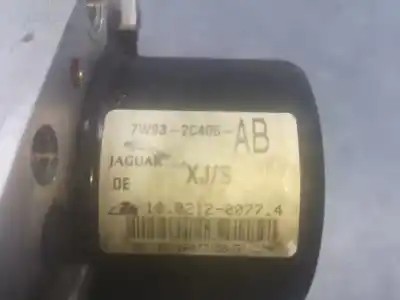 7W93-2C405-AB
JAGUAR XJ/S
DE
10.0212-0077.4